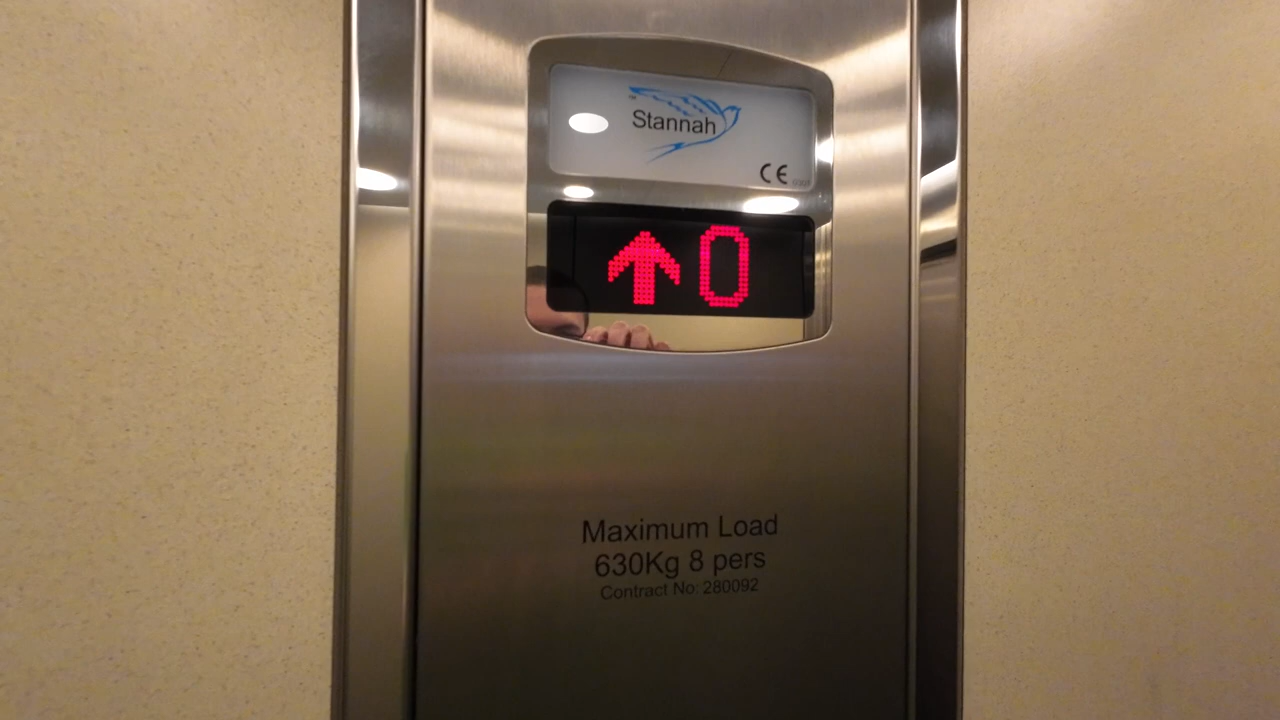 Stannah
CE
0
Maximum Load
630Kg 8 pers
Contract No: 280092